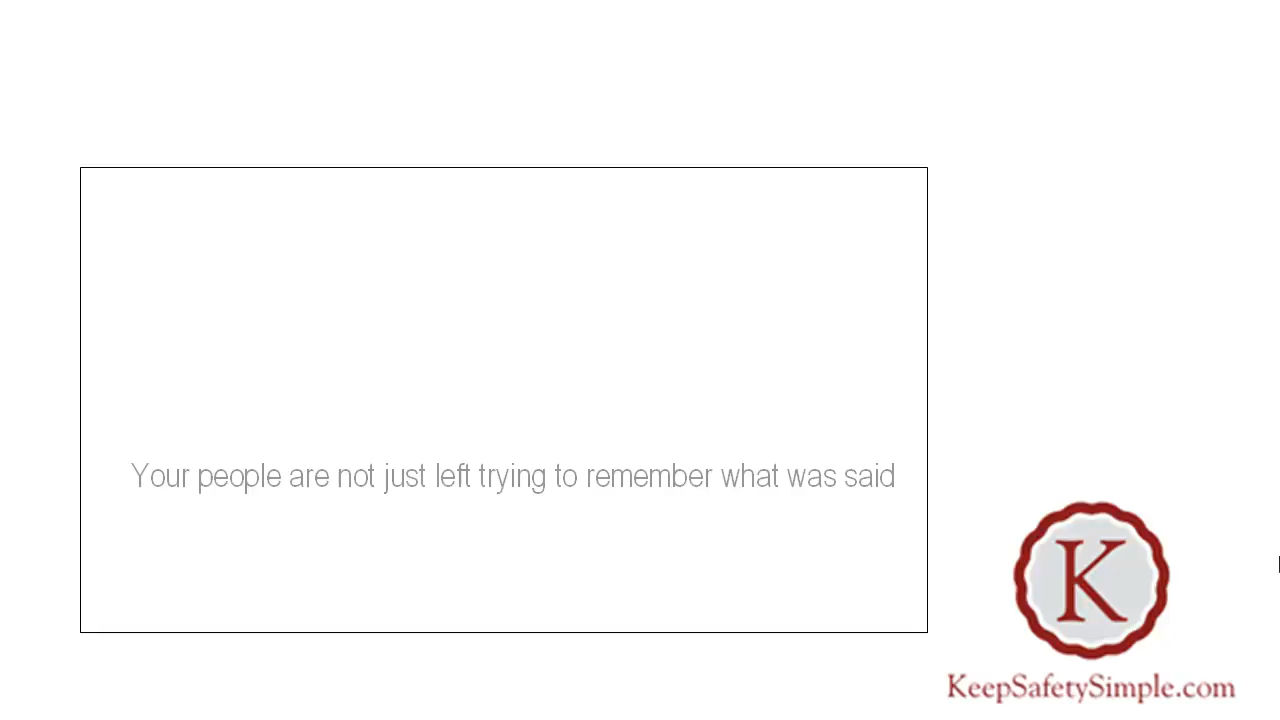 Your people are not just left trying to remember what was said
K
KeepSafetySimple.com